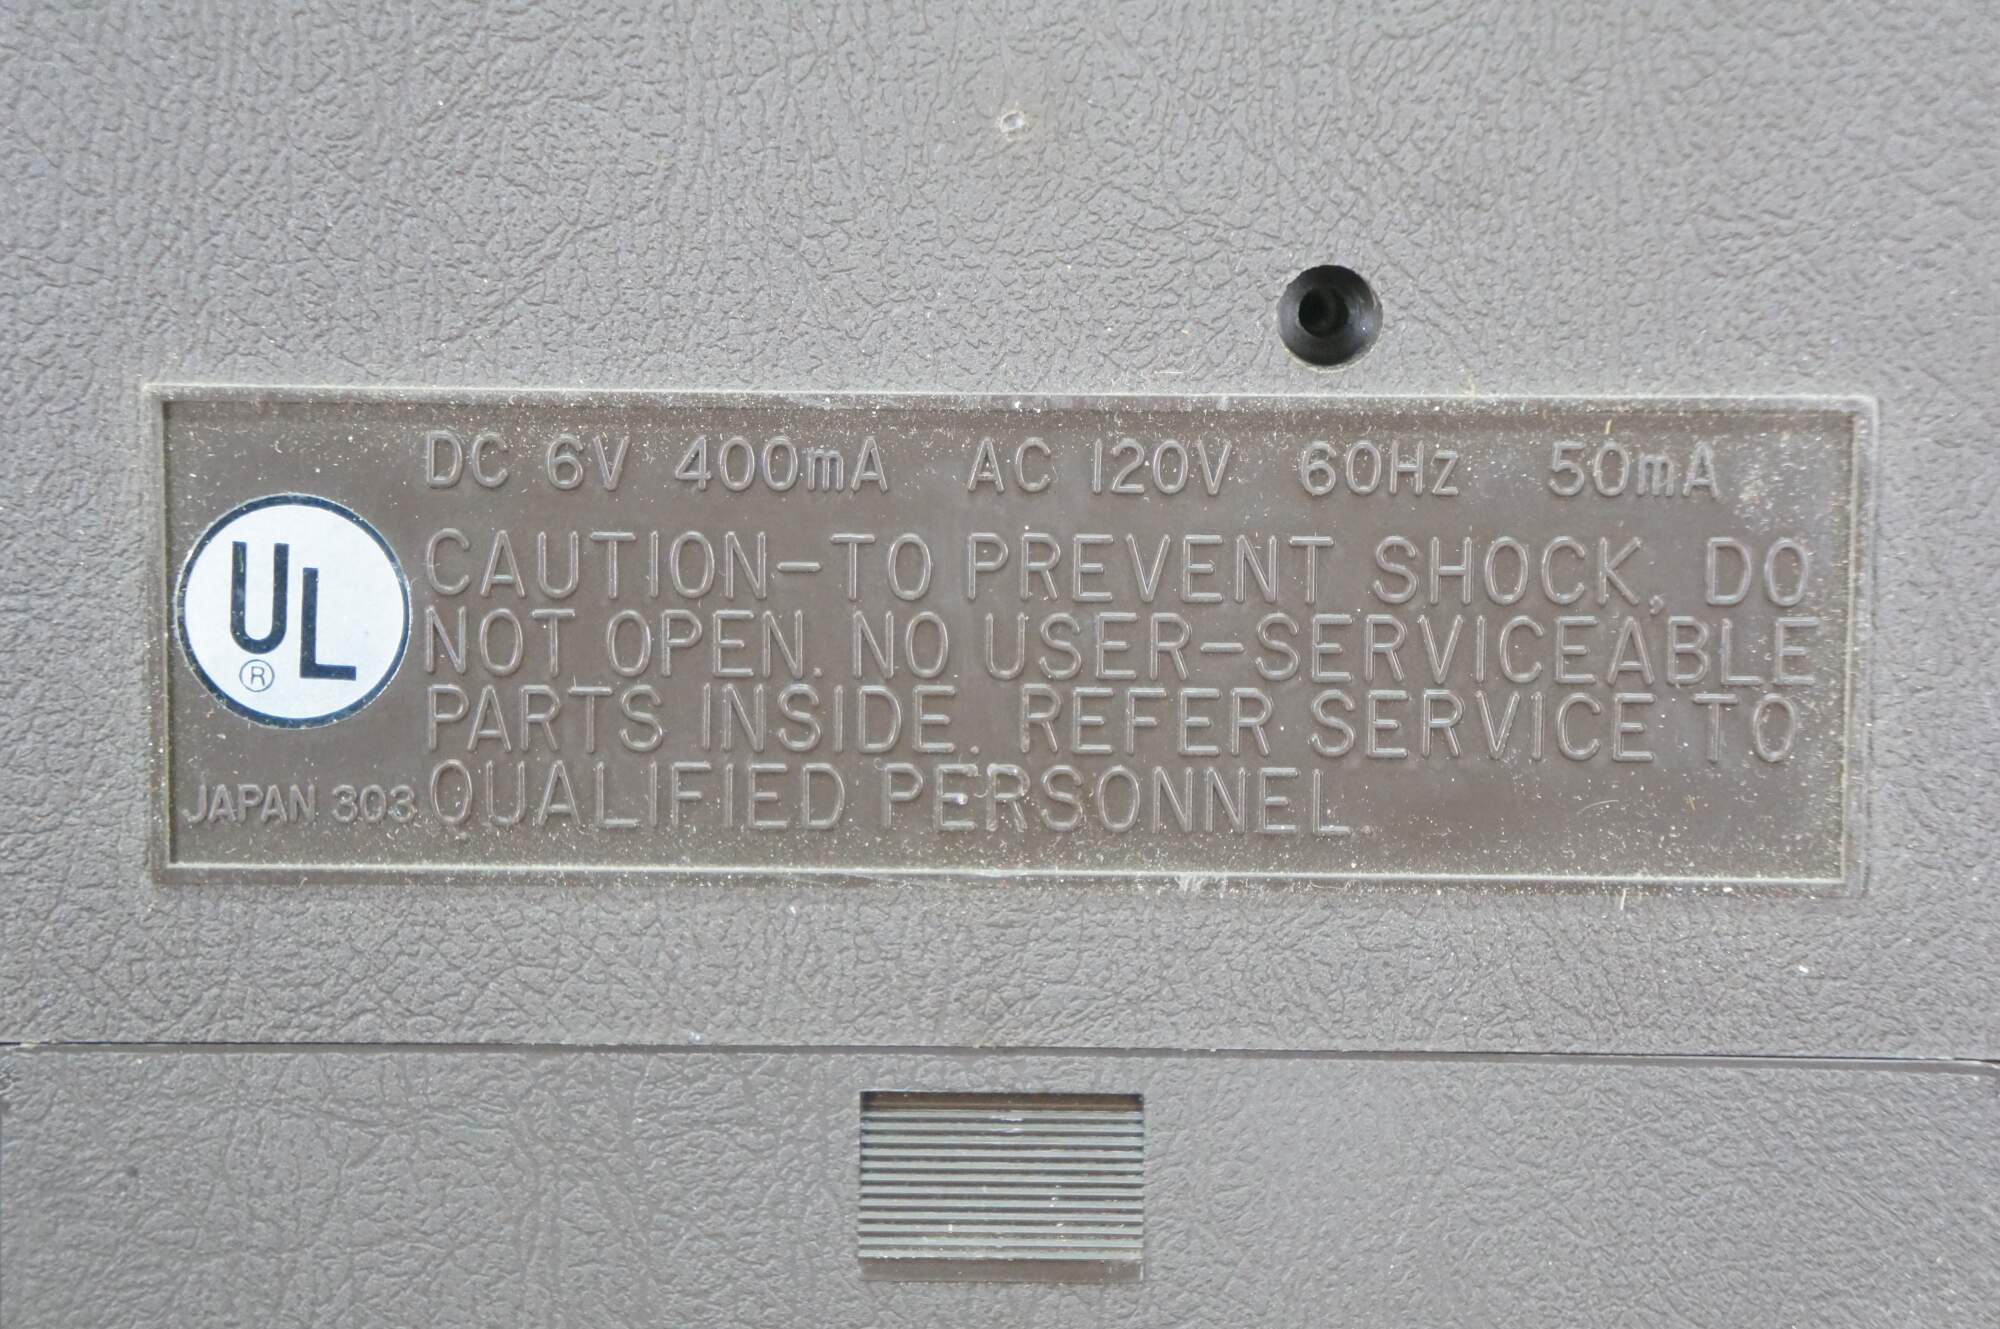 DC 6V 400mA AC 120V 60Hz 50mA
UL
®
CAUTION–TO PREVENT SHOCK, DO
NOT OPEN. NO USER–SERVICEABLE
PARTS INSIDE. REFER SERVICE TO
QUALIFIED PERSONNEL.
JAPAN 303